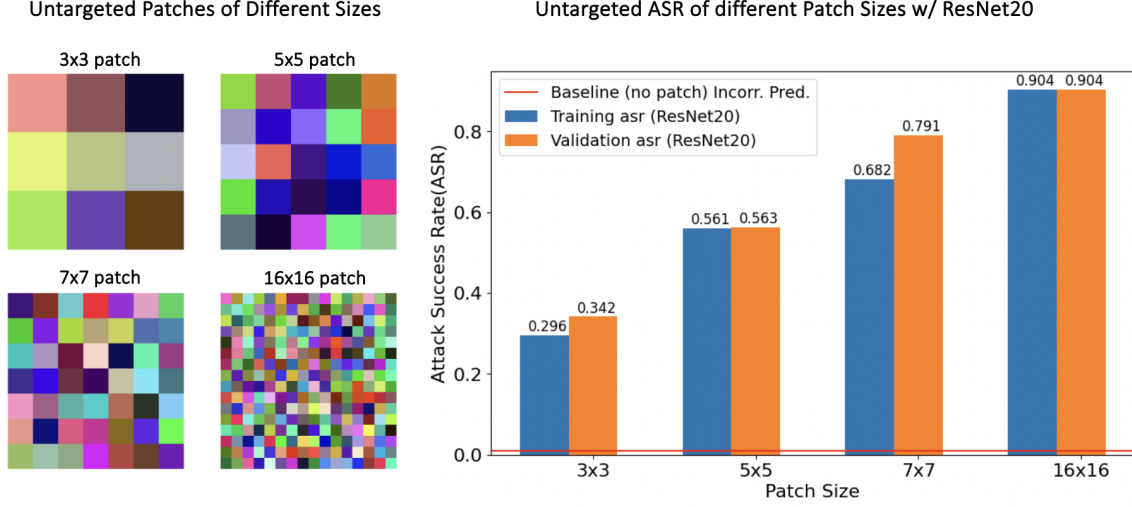 Untargeted Patches of Different Sizes
3x3 patch
5x5 patch
7x7 patch
16x16 patch
Untargeted ASR of different Patch Sizes w/ ResNet20
Baseline (no patch) Incorr. Pred.
Training asr (ResNet20)
Validation asr (ResNet20)
Attack Success Rate(ASR)
0.8
0.6
0.4
0.2
0.0
0.296
0.342
0.561
0.563
0.682
0.791
0.904
0.904
3x3
5x5
7x7
16x16
Patch Size